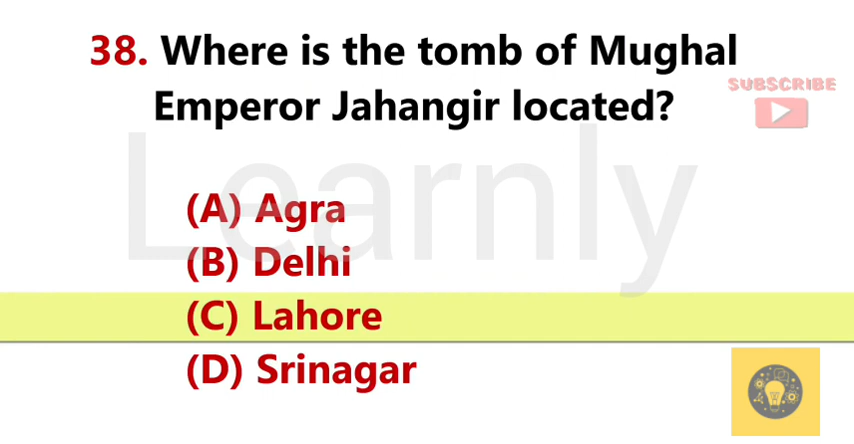 38. Where is the tomb of Mughal
Emperor Jahangir located?
SUBSCRIBE
Learnly
(A) Agra
(B) Delhi
(C) Lahore
(D) Srinagar